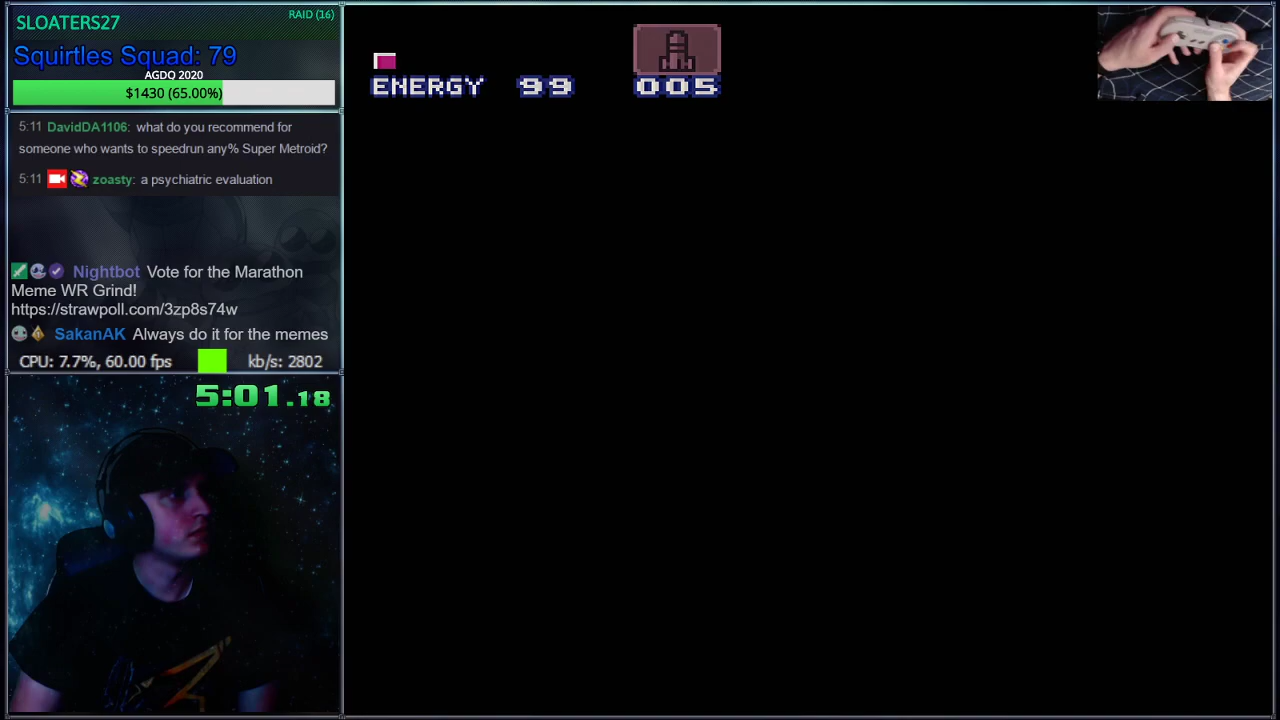 SLOATERS27
RAID (16)
Squirtles Squad: 79
AGDQ 2020
$1430 (65.00%)
5:11 DavidDA1106: what do you recommend for
someone who wants to speedrun any% Super Metroid?
5:11 zoasty: a psychiatric evaluation
Nightbot Vote for the Marathon
Meme WR Grind!
https://strawpoll.com/3zp8s74w
SakanAK Always do it for the memes
CPU: 7.7%, 60.00 fps
kb/s: 2802
5:01.18
ENERGY 99
005